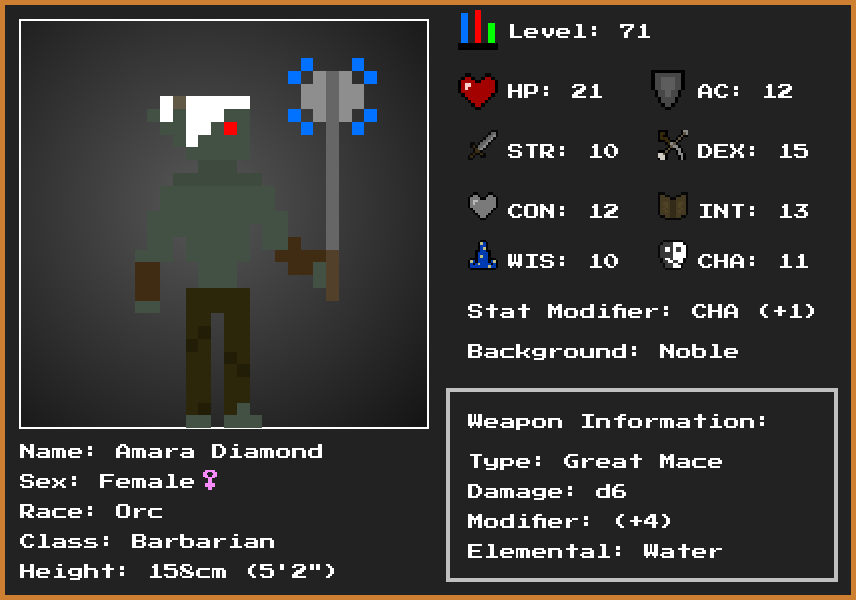 Level: 71
HP: 21 AC: 12
STR: 10 DEX: 15
CON: 12 INT: 13
WIS: 10 CHA: 11
Stat Modifier: CHA (+1)
Background: Noble
Weapon Information:
Type: Great Mace
Damage: d6
Modifier: (+4)
Elemental: Water
Name: Amara Diamond
Sex: Female♀
Race: Orc
Class: Barbarian
Height: 158cm (5'2")